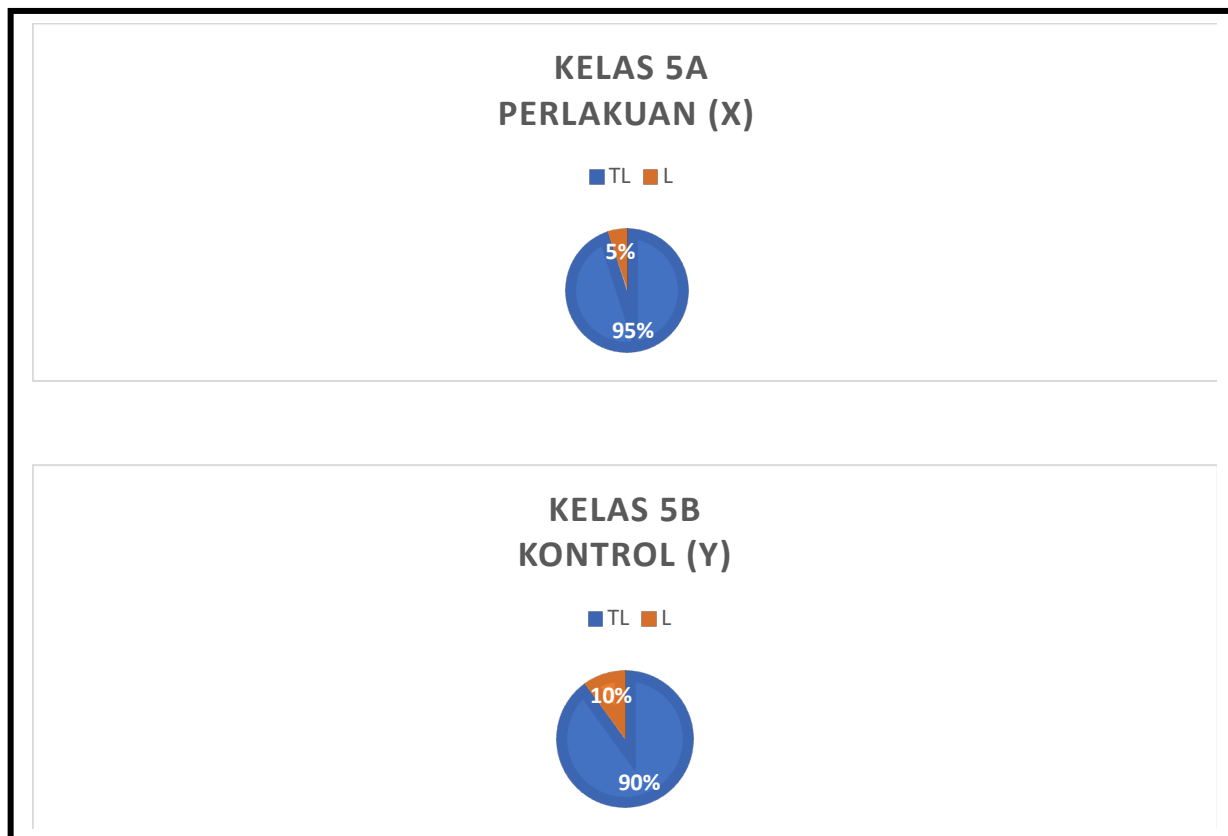 KELAS 5A
PERLAKUAN (X)
TL L
5%
95%
KELAS 5B
KONTROL (Y)
TL L
10%
90%